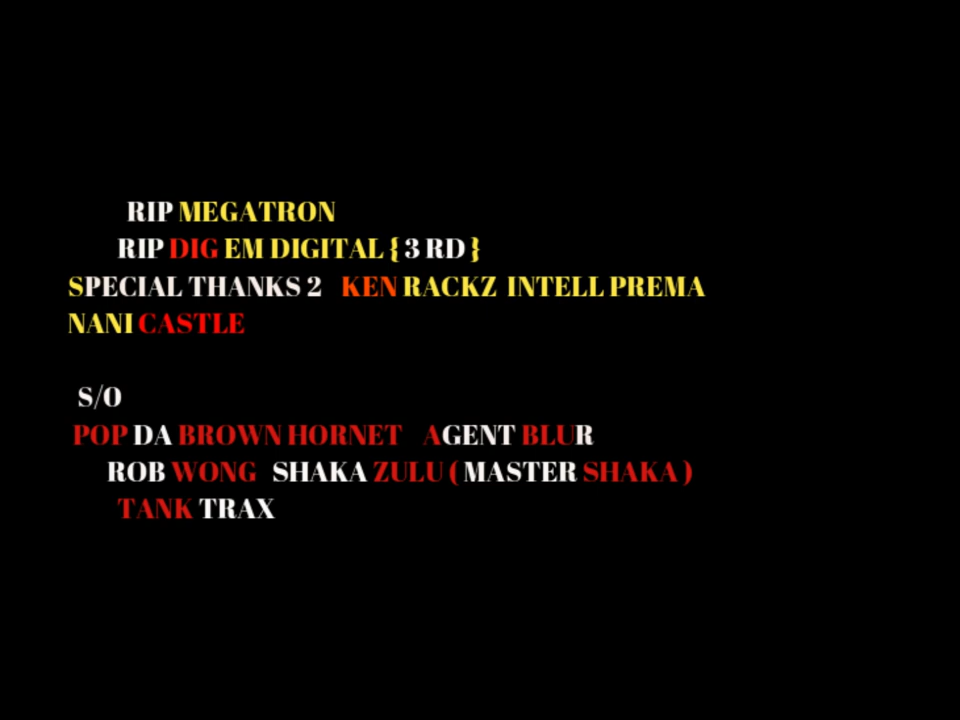 RIP MEGATRON
RIP DIG EM DIGITAL { 3 RD }
SPECIAL THANKS 2 KEN RACKZ INTELL PREMA
NANI CASTLE
S/O
POP DA BROWN HORNET AGENT BLUR
ROB WONG SHAKA ZULU ( MASTER SHAKA )
TANK TRAX